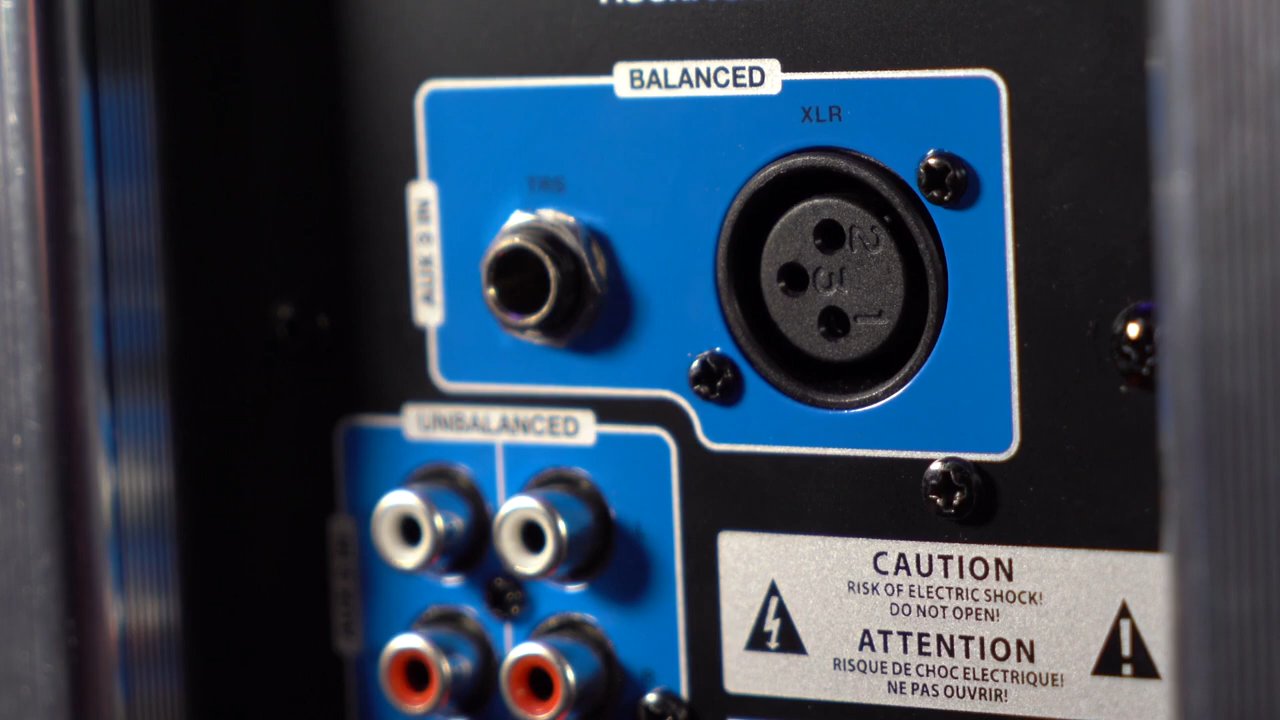 BALANCED
XLR
TRS
AUX 3 IN
2
3
1
UNBALANCED
CAUTION
RISK OF ELECTRIC SHOCK!
DO NOT OPEN!
ATTENTION
RISQUE DE CHOC ELECTRIQUE!
NE PAS OUVRIR!